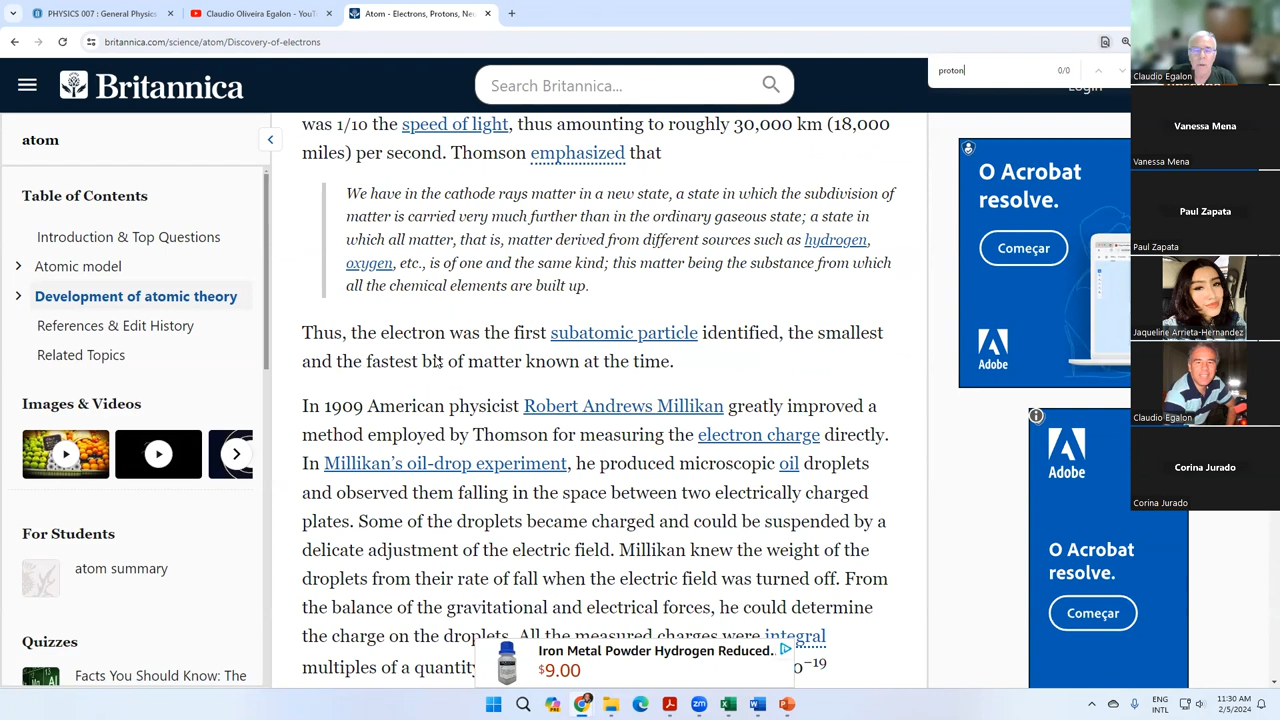 PHYSICS 007 : General Physics
Claudio Oliveira Egalon - YouT
Atom - Electrons, Protons, Neu
britannica.com/science/atom/Discovery-of-electrons
Britannica
Search Britannica...
proton
0/0
Login
atom
Table of Contents
Introduction & Top Questions
Atomic model
Development of atomic theory
References & Edit History
Related Topics
Images & Videos
For Students
atom summary
Quizzes
Facts You Should Know: The
was 1/10 the speed of light, thus amounting to roughly 30,000 km (18,000
miles) per second. Thomson emphasized that
We have in the cathode rays matter in a new state, a state in which the subdivision of
matter is carried very much further than in the ordinary gaseous state; a state in
which all matter, that is, matter derived from different sources such as hydrogen,
oxygen, etc., is of one and the same kind; this matter being the substance from which
all the chemical elements are built up.
Thus, the electron was the first subatomic particle identified, the smallest
and the fastest bit of matter known at the time.
In 1909 American physicist Robert Andrews Millikan greatly improved a
method employed by Thomson for measuring the electron charge directly.
In Millikan's oil-drop experiment, he produced microscopic oil droplets
and observed them falling in the space between two electrically charged
plates. Some of the droplets became charged and could be suspended by a
delicate adjustment of the electric field. Millikan knew the weight of the
droplets from their rate of fall when the electric field was turned off. From
the balance of the gravitational and electrical forces, he could determine
the charge on the droplets. All the measured charges were integral
multiples of a quantity
Iron Metal Powder Hydrogen Reduced..
$9.00
O Acrobat
resolve.
Começar
Adobe
Adobe
O Acrobat
resolve.
Começar
Claudio Egalon
Vanessa Mena
Vanessa Mena
Paul Zapata
Paul Zapata
Jaqueline Arrieta-Hernandez
Claudio Egalon
Corina Jurado
Corina Jurado
ENG
INTL
11:30 AM
2/5/2024